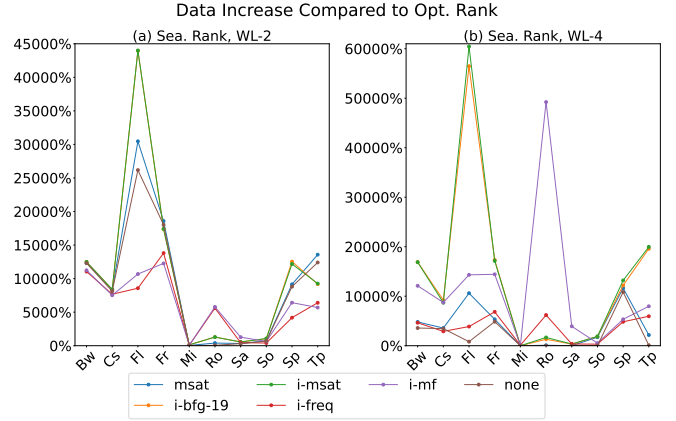 Data Increase Compared to Opt. Rank
(a) Sea. Rank, WL-2
(b) Sea. Rank, WL-4
45000%
40000%
35000%
30000%
25000%
20000%
15000%
10000%
5000%
0%
60000%
50000%
40000%
30000%
20000%
10000%
0%
Bw Cs Fl Fr Mi Ro Sa So Sp Tp
Bw Cs Fl Fr Mi Ro Sa So Sp Tp
msat i-msat i-mf none
i-bfg-19 i-freq